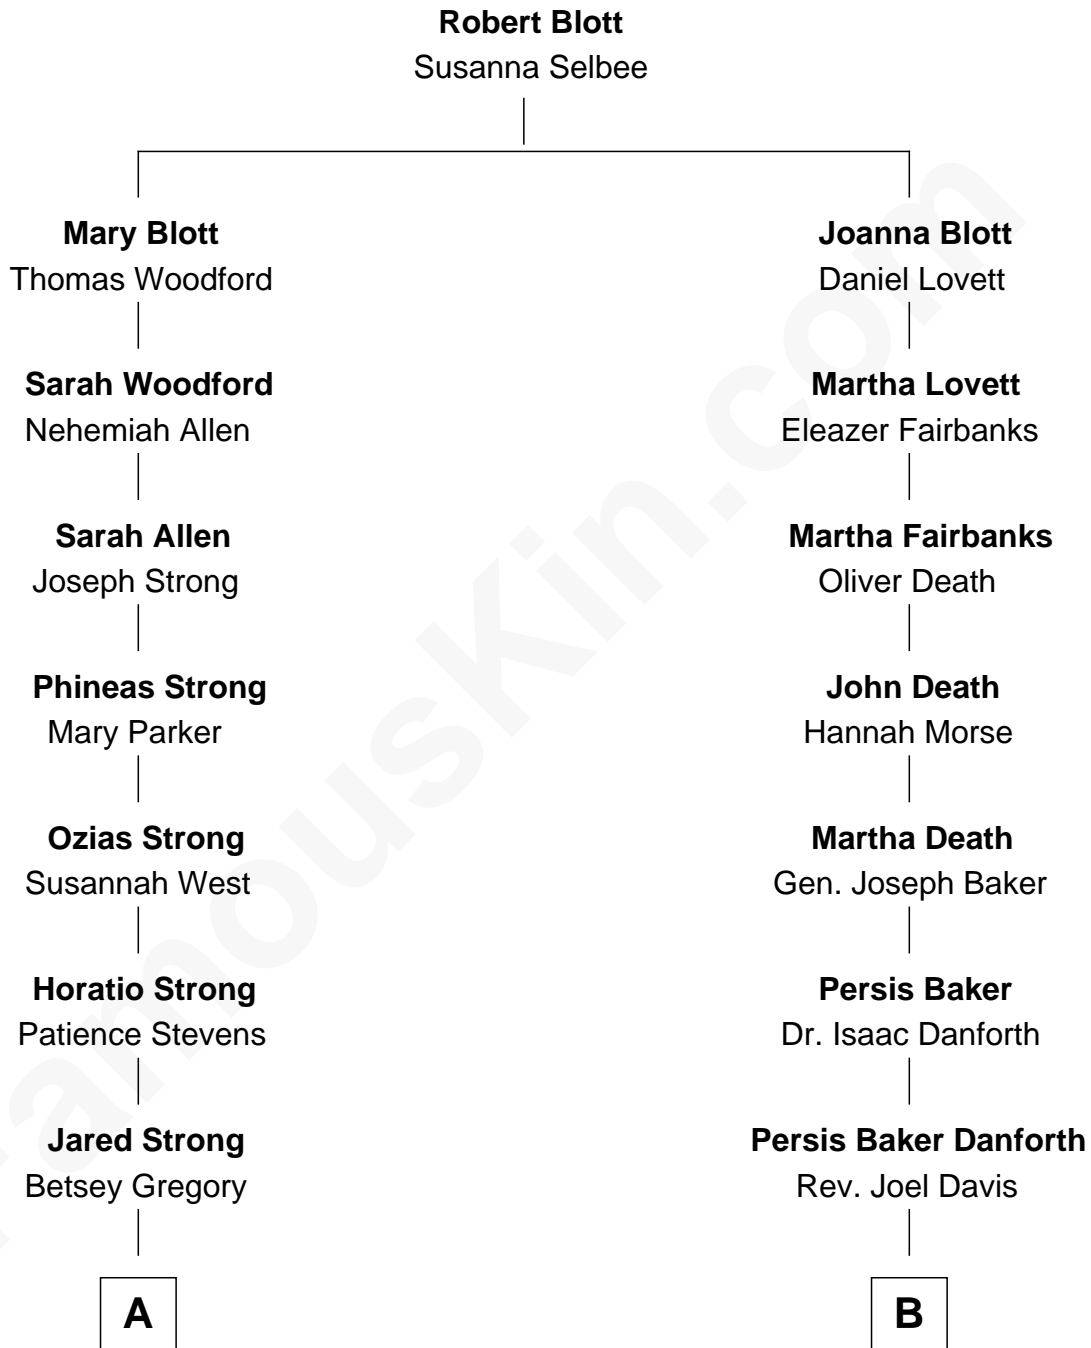 Robert Blott
Susanna Selbee
Mary Blott
Thomas Woodford
Sarah Woodford
Nehemiah Allen
Sarah Allen
Joseph Strong
Phineas Strong
Mary Parker
Ozias Strong
Susannah West
Horatio Strong
Patience Stevens
Jared Strong
Betsey Gregory
A
Joanna Blott
Daniel Lovett
Martha Lovett
Eleazer Fairbanks
Martha Fairbanks
Oliver Death
John Death
Hannah Morse
Martha Death
Gen. Joseph Baker
Persis Baker
Dr. Isaac Danforth
Persis Baker Danforth
Rev. Joel Davis
B
FamousKin.com